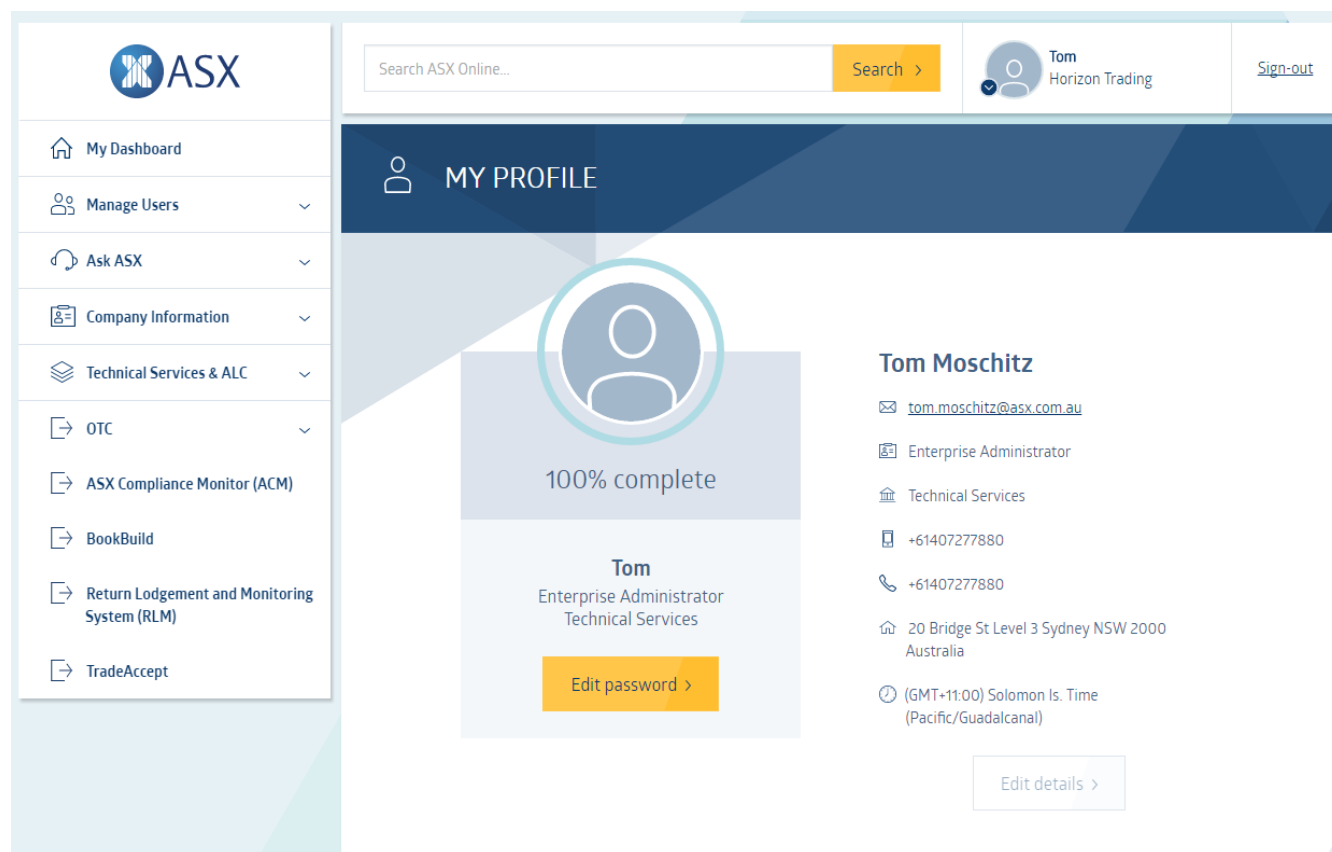 ASX
Search ASX Online...
Search
Tom
Horizon Trading
Sign-out
My Dashboard
Manage Users
Ask ASX
Company Information
Technical Services & ALC
OTC
ASX Compliance Monitor (ACM)
BookBuild
Return Lodgement and Monitoring
System (RLM)
TradeAccept
MY PROFILE
100% complete
Tom
Enterprise Administrator
Technical Services
Edit password
Tom Moschitz
tom.moschitz@asx.com.au
Enterprise Administrator
Technical Services
+61407277880
+61407277880
20 Bridge St Level 3 Sydney NSW 2000
Australia
(GMT+11:00) Solomon Is. Time
(Pacific/Guadalcanal)
Edit details